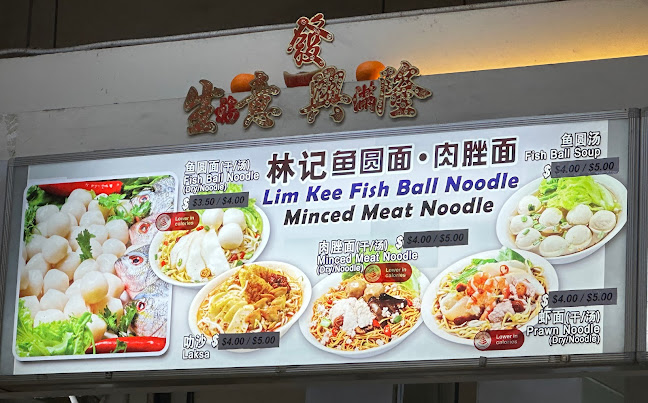 發
生意興隆
林记鱼圆面·肉脞面
Lim Kee Fish Ball Noodle
Minced Meat Noodle
鱼圆面(干/汤)
Fish Ball Noodle
(Dry/Noodle)
$3.50 / $4.00
Lower in
calories
鱼圆汤
Fish Ball Soup
$ $4.00 / $5.00
肉脞面(干/汤)
Minced Meat Noodle
(Dry/Noodle)
$ $4.00 / $5.00
Lower in
calories
叻沙
Laksa
$ $4.00 / $5.00
$ $4.00 / $5.00
虾面(干/汤)
Prawn Noodle
(Dry/Noodle)
Lower in
calories